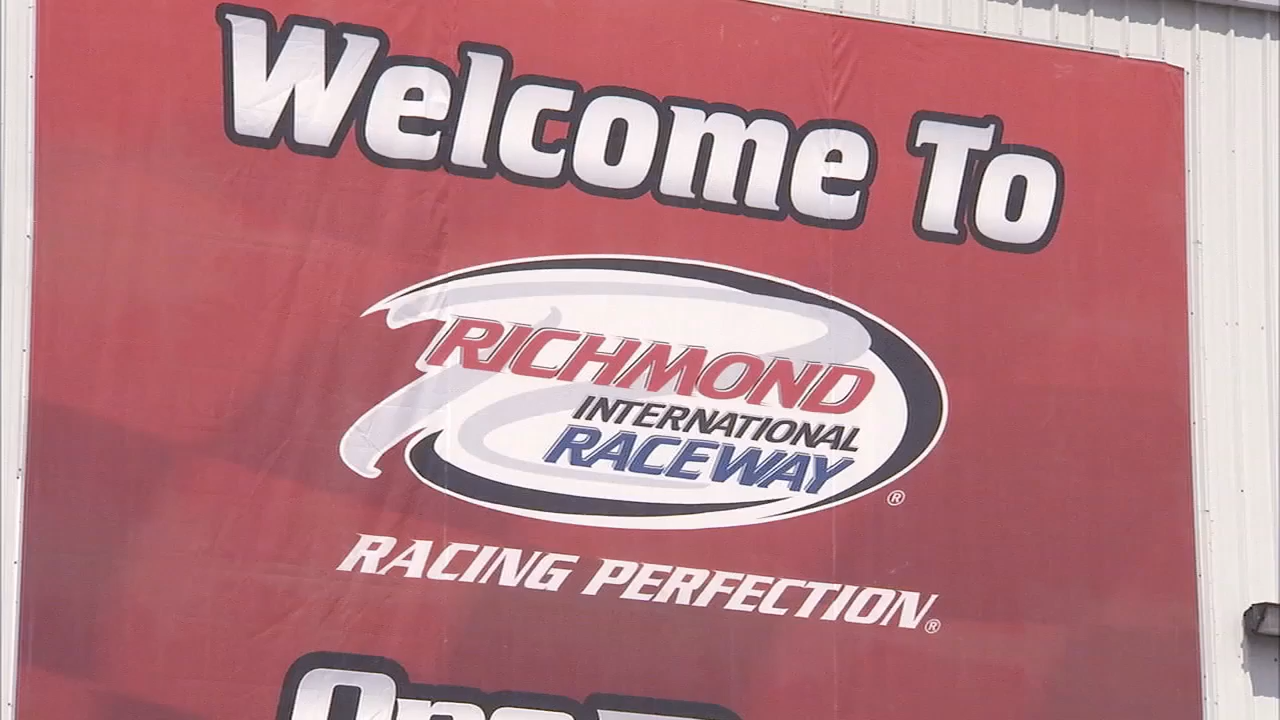 Welcome To
RICHMOND
INTERNATIONAL
RACEWAY®
RACING PERFECTION®